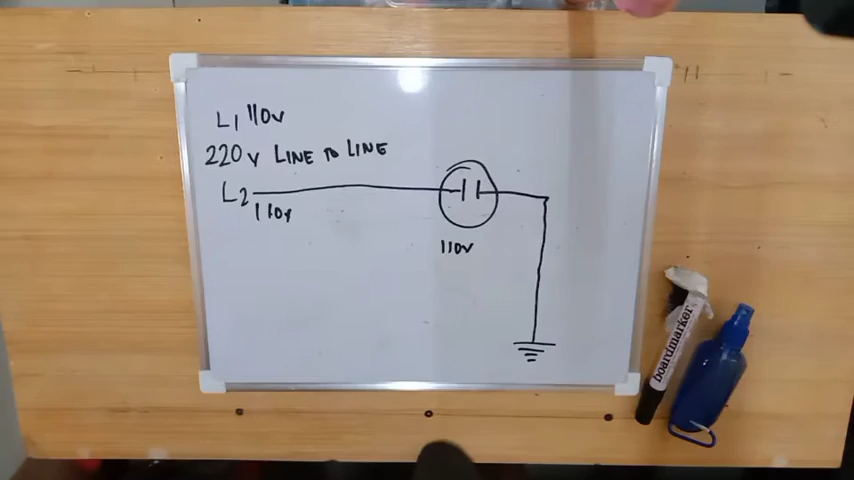 L1 110V
220V LINE TO LINE
L2
110V
110V
boardmarker